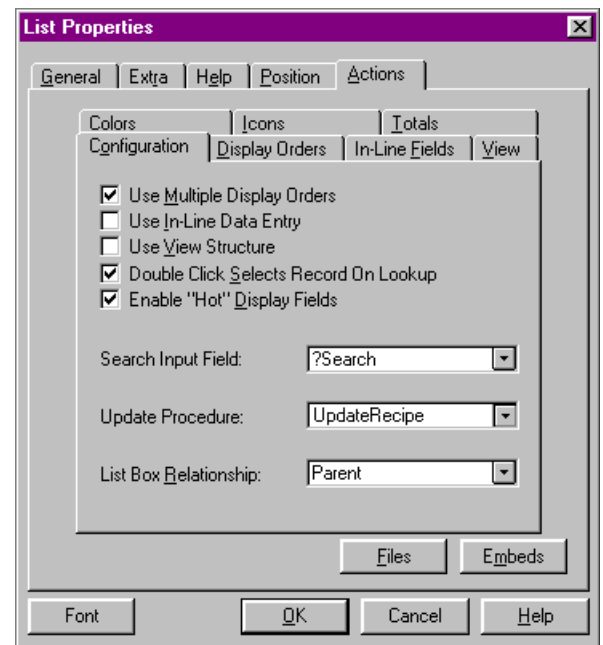 List Properties
General Extra Help Position Actions
Colors Icons Totals
Configuration Display Orders In-Line Fields View
Use Multiple Display Orders
Use In-Line Data Entry
Use View Structure
Double Click Selects Record On Lookup
Enable "Hot" Display Fields
Search Input Field: ?Search
Update Procedure: UpdateRecipe
List Box Relationship: Parent
Files Embeds
Font OK Cancel Help